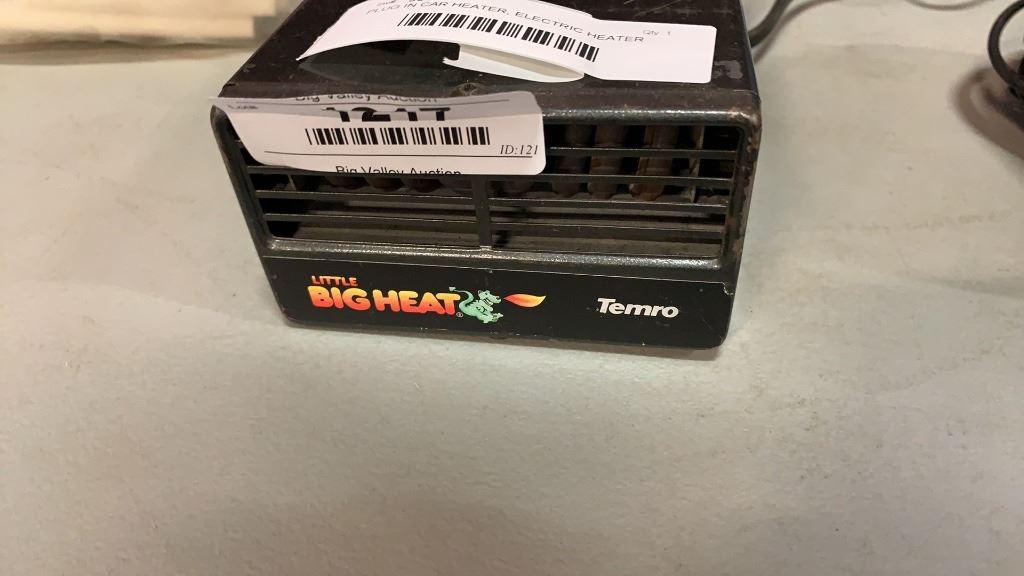 PLUG IN CAR HEATER, ELECTRIC HEATER
Qty: 1
Big Valley Auction
1217
ID:121
Big Valley Auction
LITTLE
BIG HEAT®
Temro